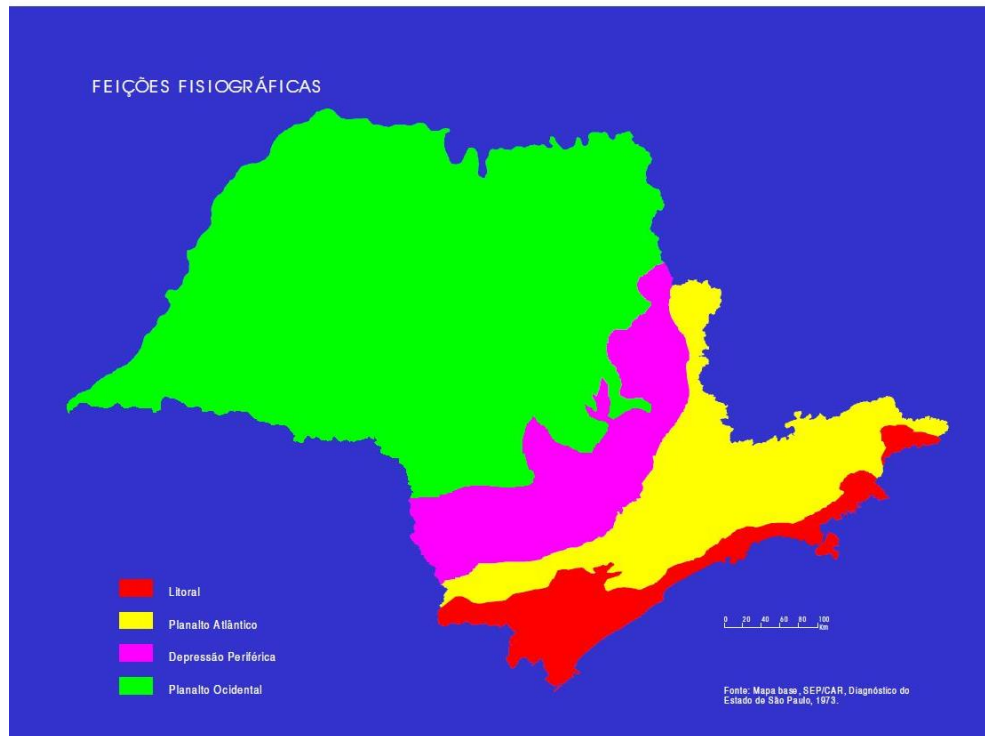 FEIÇÕES FISIOGRÁFICAS
Litoral
Planalto Atlântico
Depressão Periférica
Planalto Ocidental
0 20 40 60 80 100
Km
Fonte: Mapa base, SEP/CAR, Diagnóstico do
Estado de São Paulo, 1973.